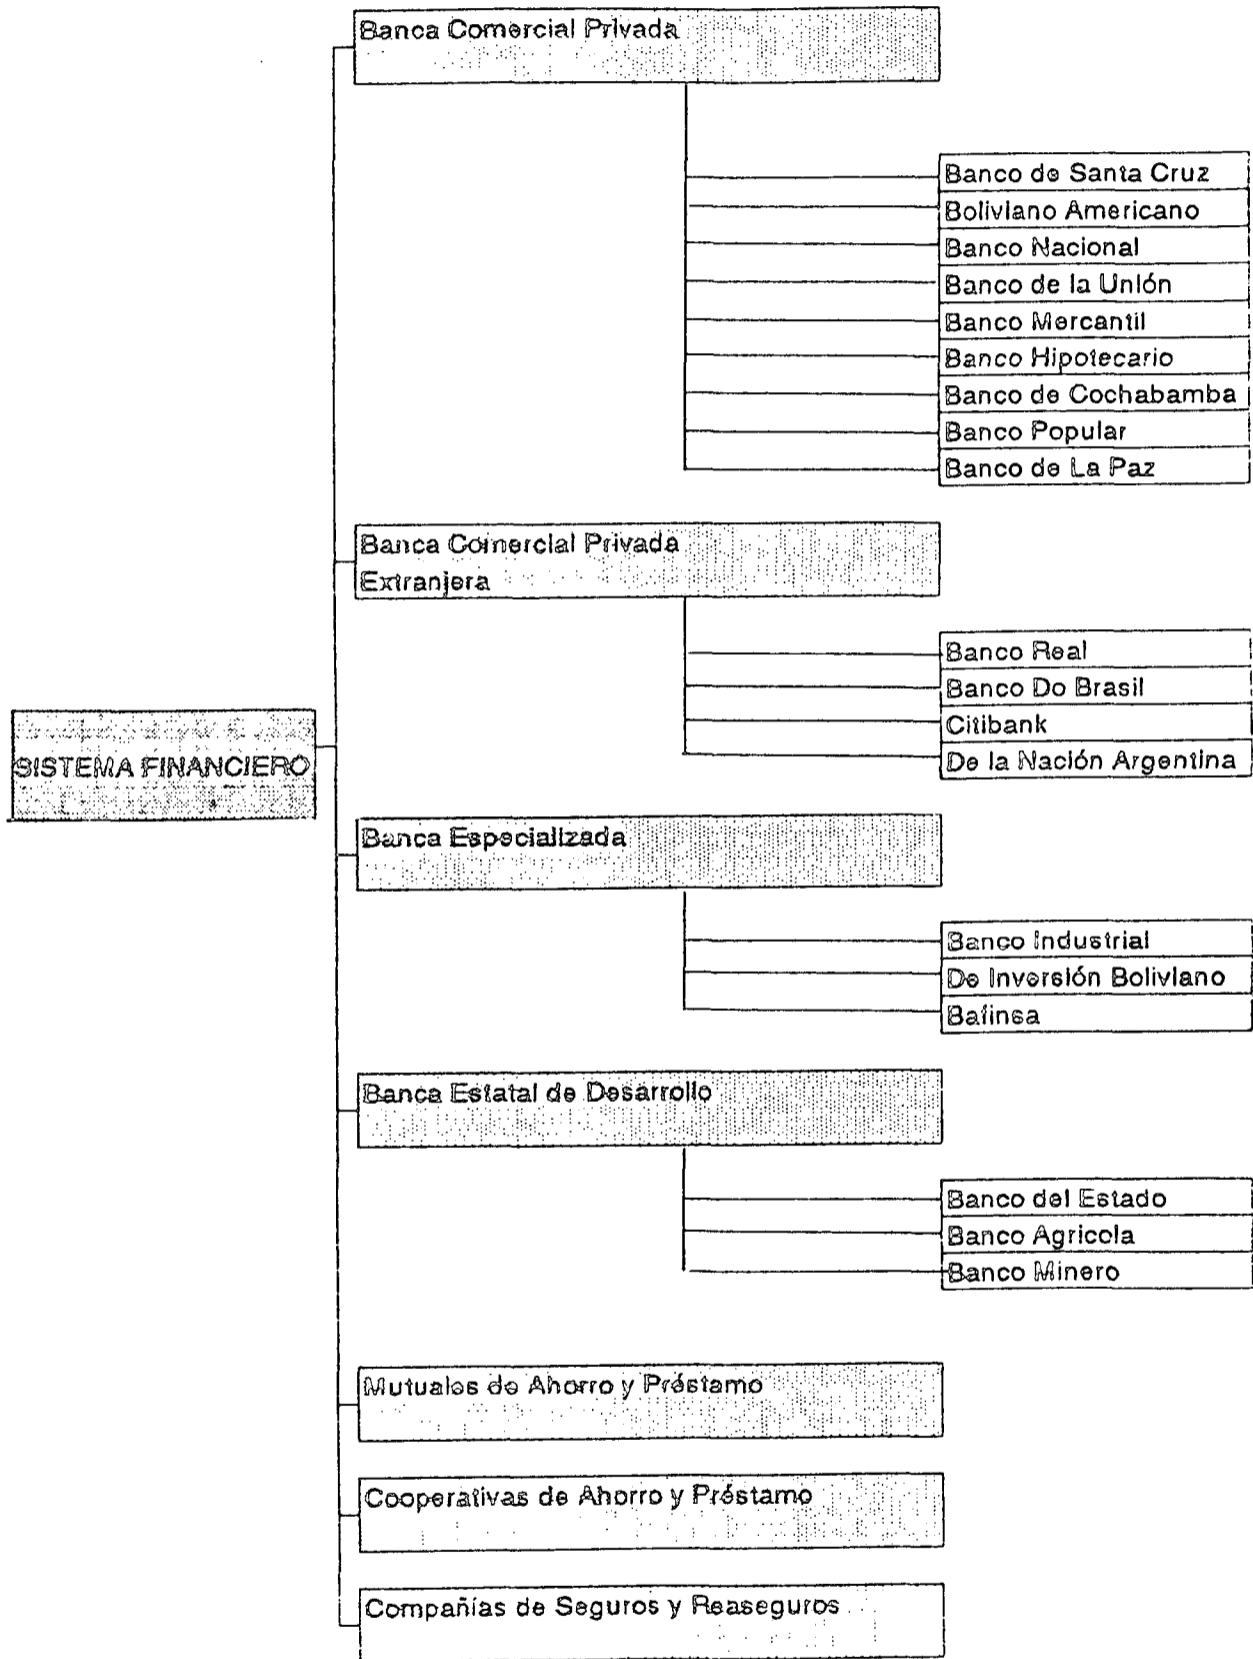 Banca Comercial Privada
Banco de Santa Cruz
Boliviano Americano
Banco Nacional
Banco de la Unión
Banco Mercantil
Banco Hipotecario
Banco de Cochabamba
Banco Popular
Banco de La Paz
Banca Comercial Privada
Extranjera
Banco Real
Banco Do Brasil
Citibank
De la Nación Argentina
SISTEMA FINANCIERO
Banca Especializada
Banco Industrial
De Inversión Boliviano
Bafinsa
Banca Estatal de Desarrollo
Banco del Estado
Banco Agricola
Banco Minero
Mutuales de Ahorro y Préstamo
Cooperativas de Ahorro y Préstamo
Compañías de Seguros y Reaseguros